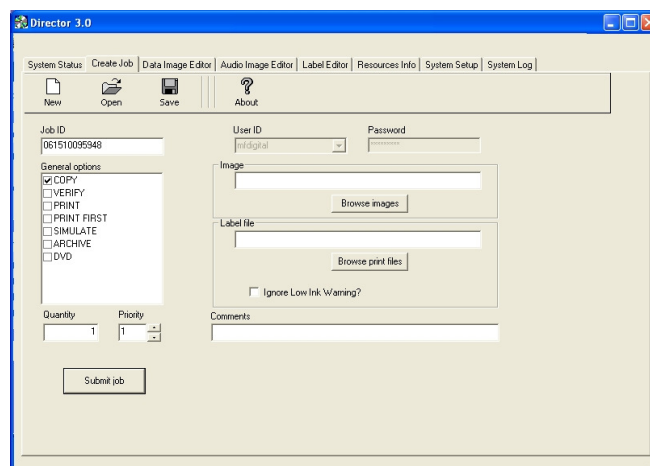 Director 3.0
System Status Create Job Data Image Editor Audio Image Editor Label Editor Resources Info System Setup System Log
New Open Save About
Job ID User ID Password
061510095948 mfdigital *********
General options
COPY
VERIFY
PRINT
PRINT FIRST
SIMULATE
ARCHIVE
DVD
Image
Browse images
Label file
Browse print files
Ignore Low Ink Warning?
Quantity Priority Comments
1 1
Submit job